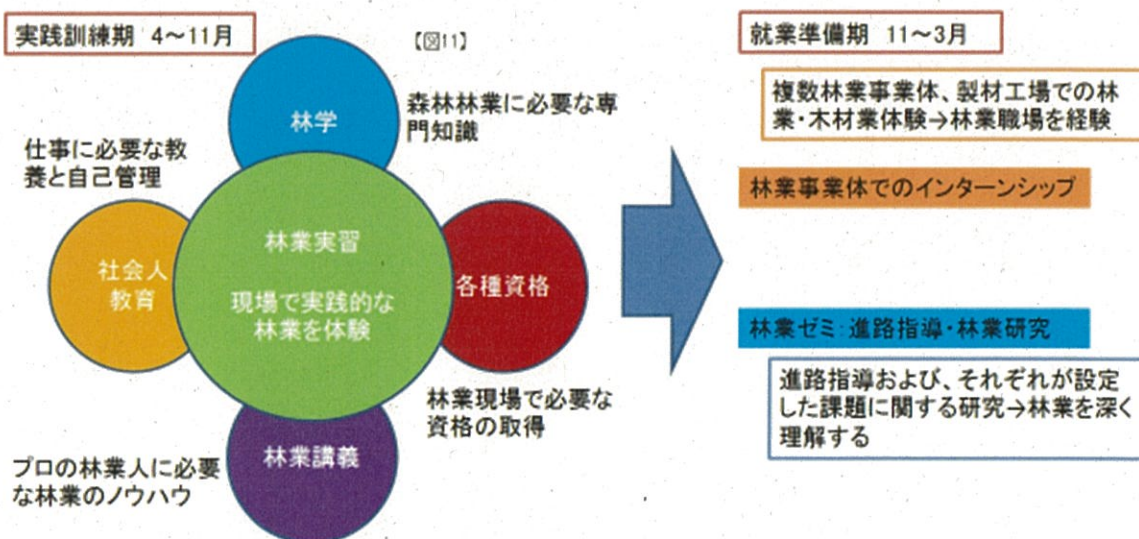 実践訓練期 4～11月
【図11】
林学
森林林業に必要な専
門知識
仕事に必要な教
養と自己管理
社会人
教育
林業実習
現場で実践的な
林業を体験
各種資格
林業現場で必要な
資格の取得
林業講義
プロの林業人に必要
な林業のノウハウ
就業準備期 11～3月
複数林業事業体、製材工場での林
業・木材業体験→林業職場を経験
林業事業体でのインターンシップ
林業ゼミ:進路指導・林業研究
進路指導および、それぞれが設定
した課題に関する研究→林業を深く
理解する